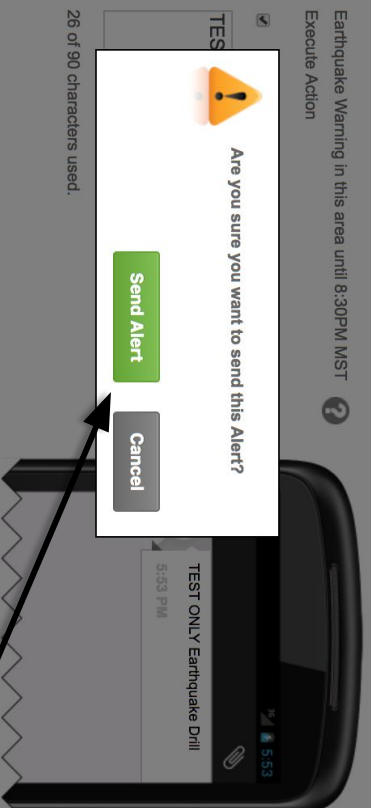 Earthquake Warning in this area until 8:30PM MST
?
Execute Action
TES
26 of 90 characters used.
Are you sure you want to send this Alert?
Send Alert
Cancel
3G
5:53
TEST ONLY Earthquake Drill
5:53 PM